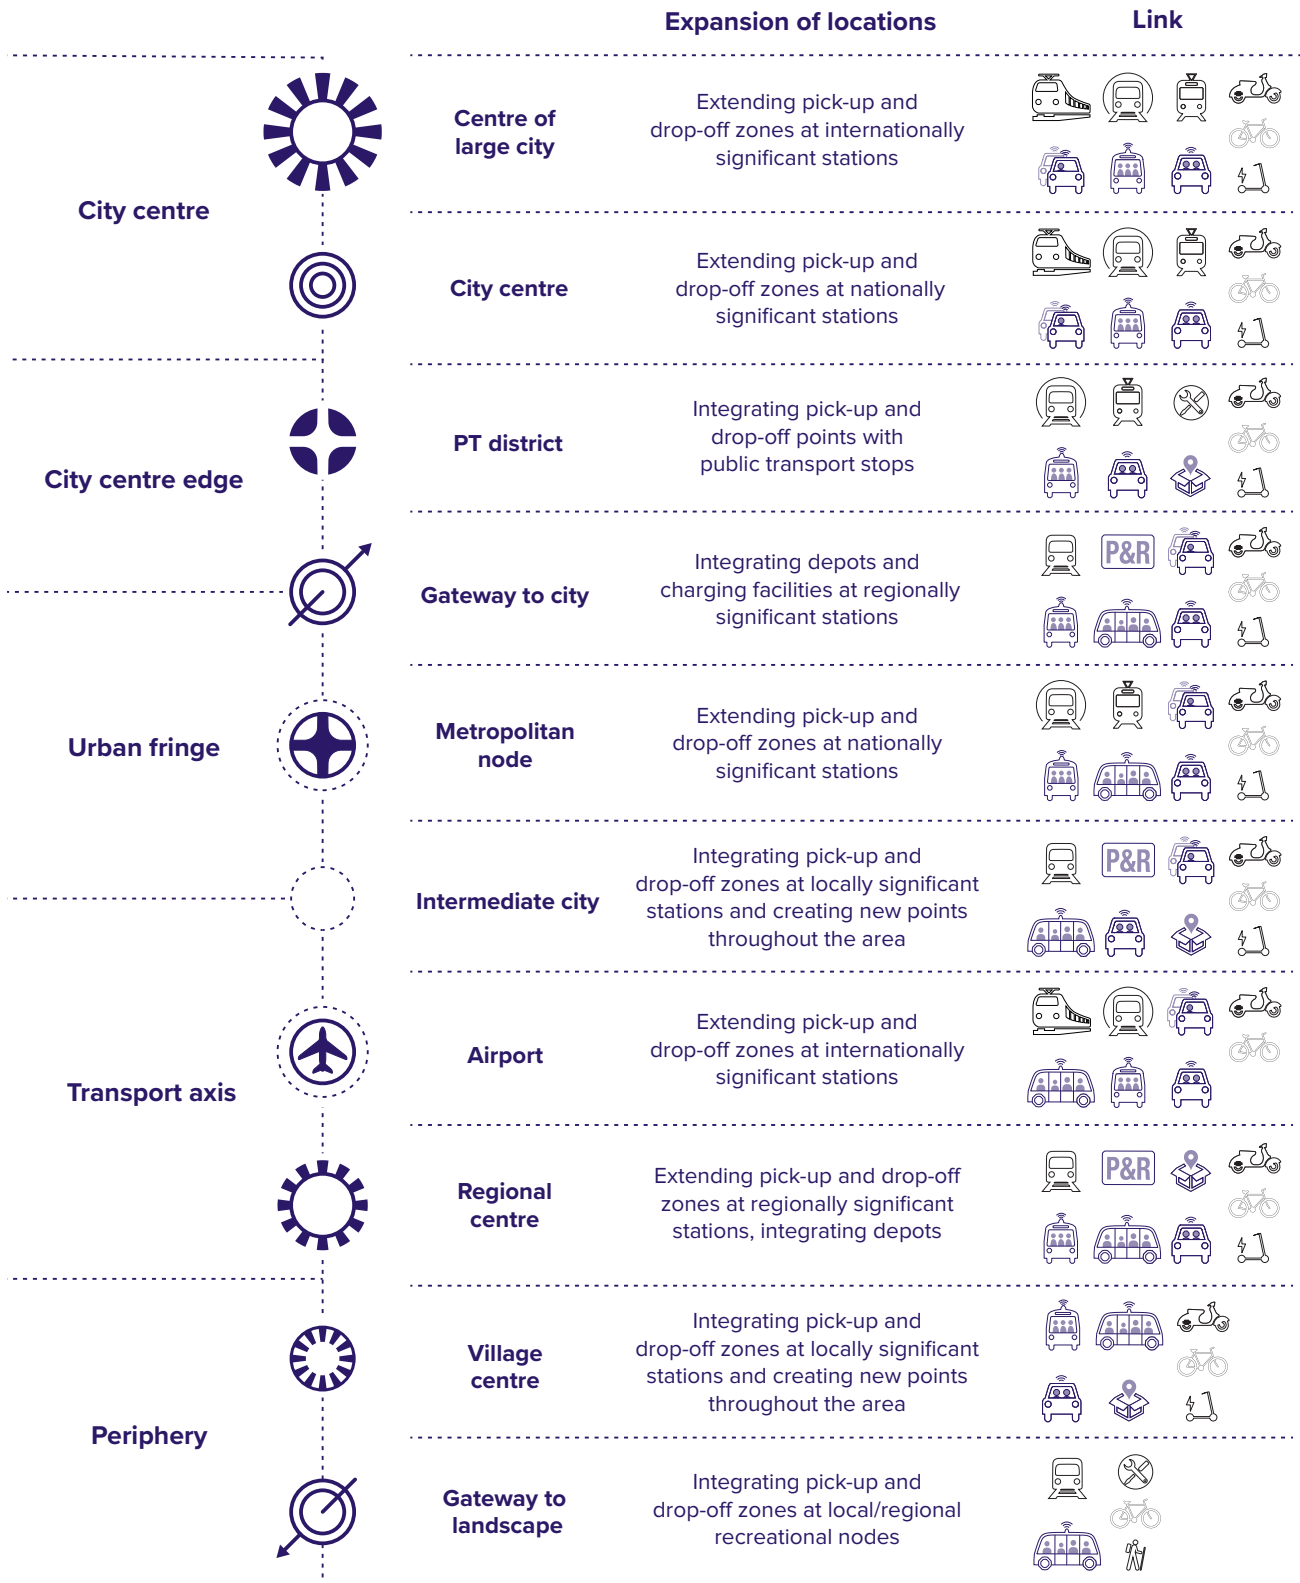 Expansion of locations
Link
City centre
Centre of
large city
Extending pick-up and
drop-off zones at internationally
significant stations
City centre
Extending pick-up and
drop-off zones at nationally
significant stations
City centre edge
PT district
Integrating pick-up and
drop-off points with
public transport stops
Gateway to city
Integrating depots and
charging facilities at regionally
significant stations
P&R
Urban fringe
Metropolitan
node
Extending pick-up and
drop-off zones at nationally
significant stations
Intermediate city
Integrating pick-up and
drop-off zones at locally significant
stations and creating new points
throughout the area
P&R
Transport axis
Airport
Extending pick-up and
drop-off zones at internationally
significant stations
Regional
centre
Extending pick-up and drop-off
zones at regionally significant
stations, integrating depots
P&R
Periphery
Village
centre
Integrating pick-up and
drop-off zones at locally significant
stations and creating new points
throughout the area
Gateway to
landscape
Integrating pick-up and
drop-off zones at local/regional
recreational nodes